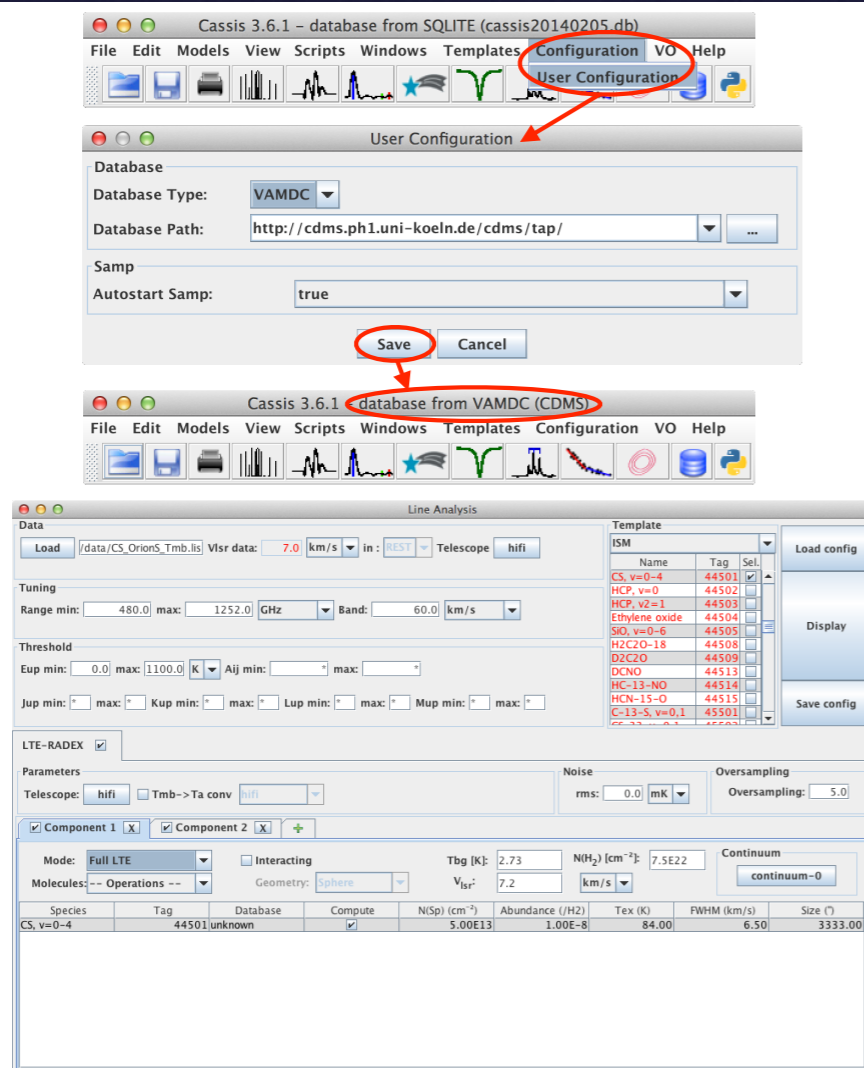 Cassis 3.6.1 – database from SQLITE (cassis20140205.db)
File Edit Models View Scripts Windows Templates Configuration VO Help
User Configuration
User Configuration
Database
Database Type: VAMDC
Database Path: http://cdms.ph1.uni-koeln.de/cdms/tap/ ...
Samp
Autostart Samp: true
Save Cancel
Cassis 3.6.1 – database from VAMDC (CDMS)
File Edit Models View Scripts Windows Templates Configuration VO Help
Line Analysis
Data
Load /data/CS_OrionS_Tmb.lis Vlsr data: 7.0 km/s in : REST Telescope hifi
Tuning
Range min: 480.0 max: 1252.0 GHz Band: 60.0 km/s
Threshold
Eup min: 0.0 max: 1100.0 K Aij min: * max: *
Jup min: * max: * Kup min: * max: * Lup min: * max: * Mup min: * max: *
Template
ISM
Name Tag Sel.
CS, v=0-4 44501
HCP, v=0 44502
HCP, v2=1 44503
Ethylene oxide 44504
SiO, v=0-6 44505
H2C2O-18 44508
D2C2O 44509
DCNO 44513
HC-13-NO 44514
HCN-15-O 44515
C-13-S, v=0,1 45501
Load config
Display
Save config
LTE-RADEX
Parameters
Telescope: hifi Tmb->Ta conv hifi
Noise
rms: 0.0 mK
Oversampling
Oversampling: 5.0
Component 1 X Component 2 X +
Mode: Full LTE Interacting Tbg [K]: 2.73 N(H2) [cm⁻²]: 7.5E22
Molecules: -- Operations -- Geometry: Sphere Vlsr: 7.2 km/s
Continuum
continuum-0
Species Tag Database Compute N(Sp) (cm⁻²) Abundance (/H2) Tex (K) FWHM (km/s) Size (")
CS, v=0-4 44501 unknown 5.00E13 1.00E-8 84.00 6.50 3333.00